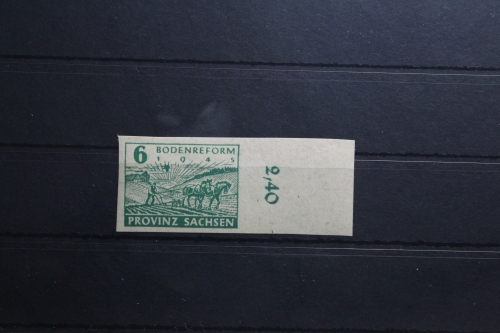 6 BODENREFORM
1945
PROVINZ SACHSEN
2,40